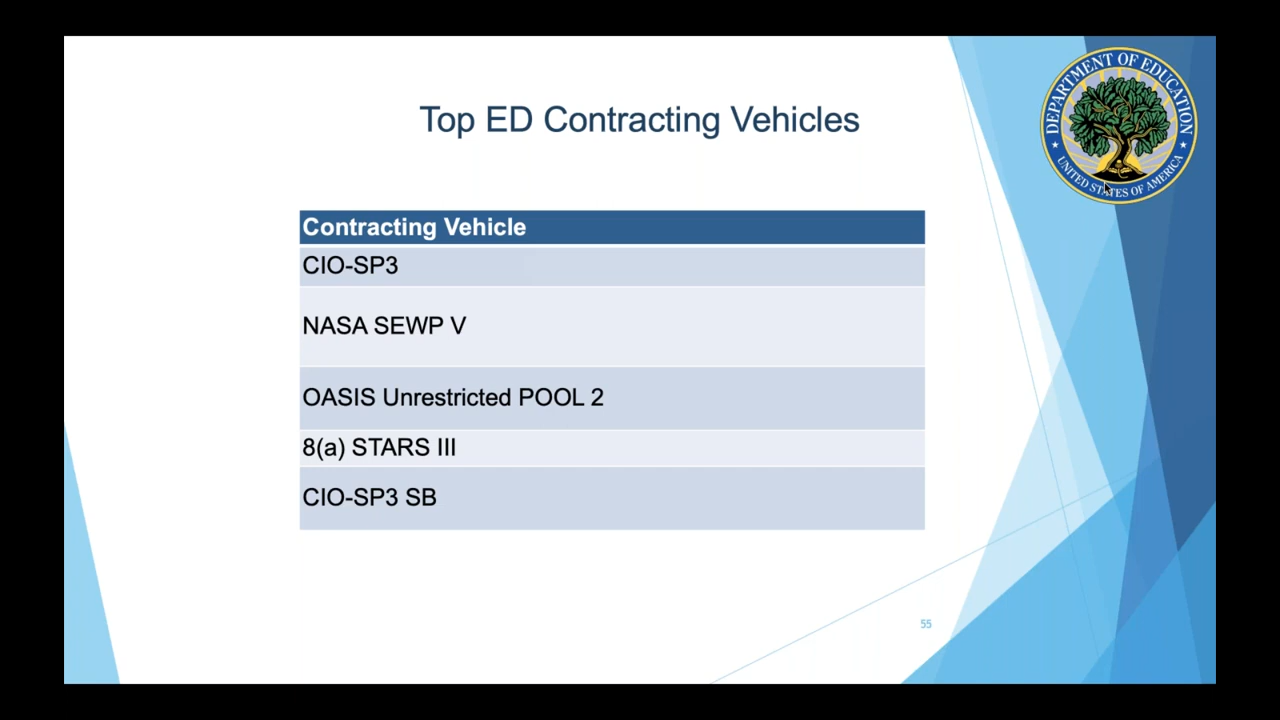 Top ED Contracting Vehicles
DEPARTMENT OF EDUCATION
UNITED STATES OF AMERICA
Contracting Vehicle
CIO-SP3
NASA SEWP V
OASIS Unrestricted POOL 2
8(a) STARS III
CIO-SP3 SB
55